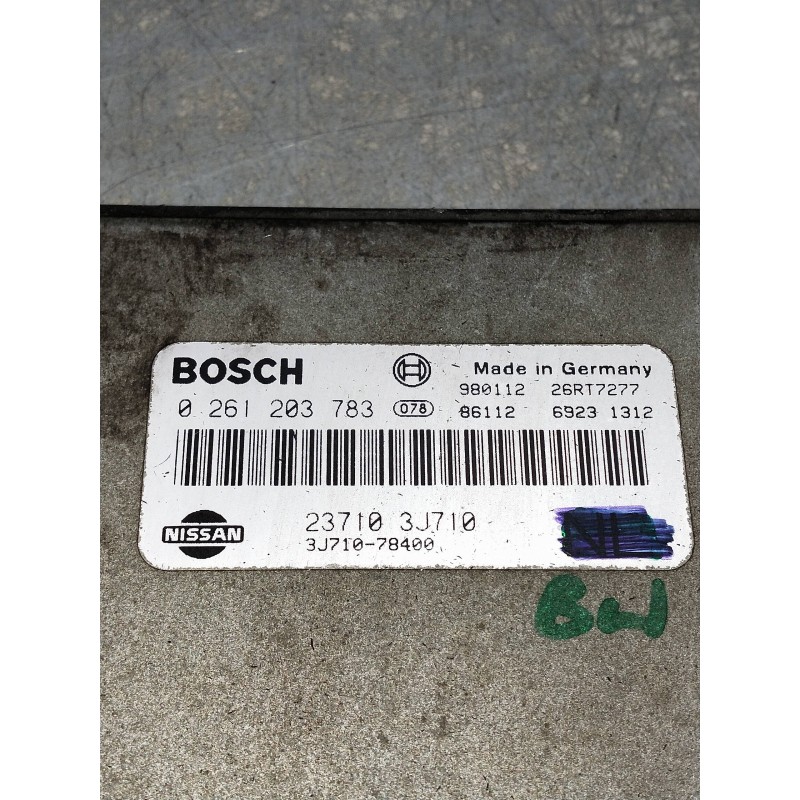 BOSCH Made in Germany
980112 26RT7277
0 261 203 783 078 86112 6923 1312
NISSAN 23710 3J710
3J710-78400
BW